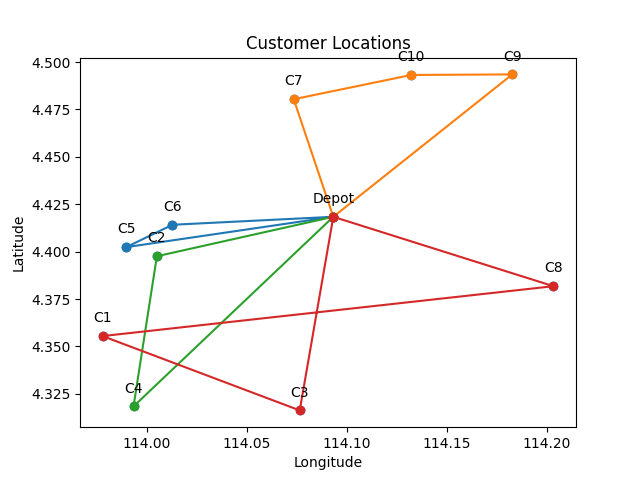 Customer Locations
4.500
4.475
4.450
4.425
4.400
4.375
4.350
4.325
Latitude
C10
C9
C7
Depot
C6
C5
C2
C8
C1
C4
C3
114.00
114.05
114.10
114.15
114.20
Longitude